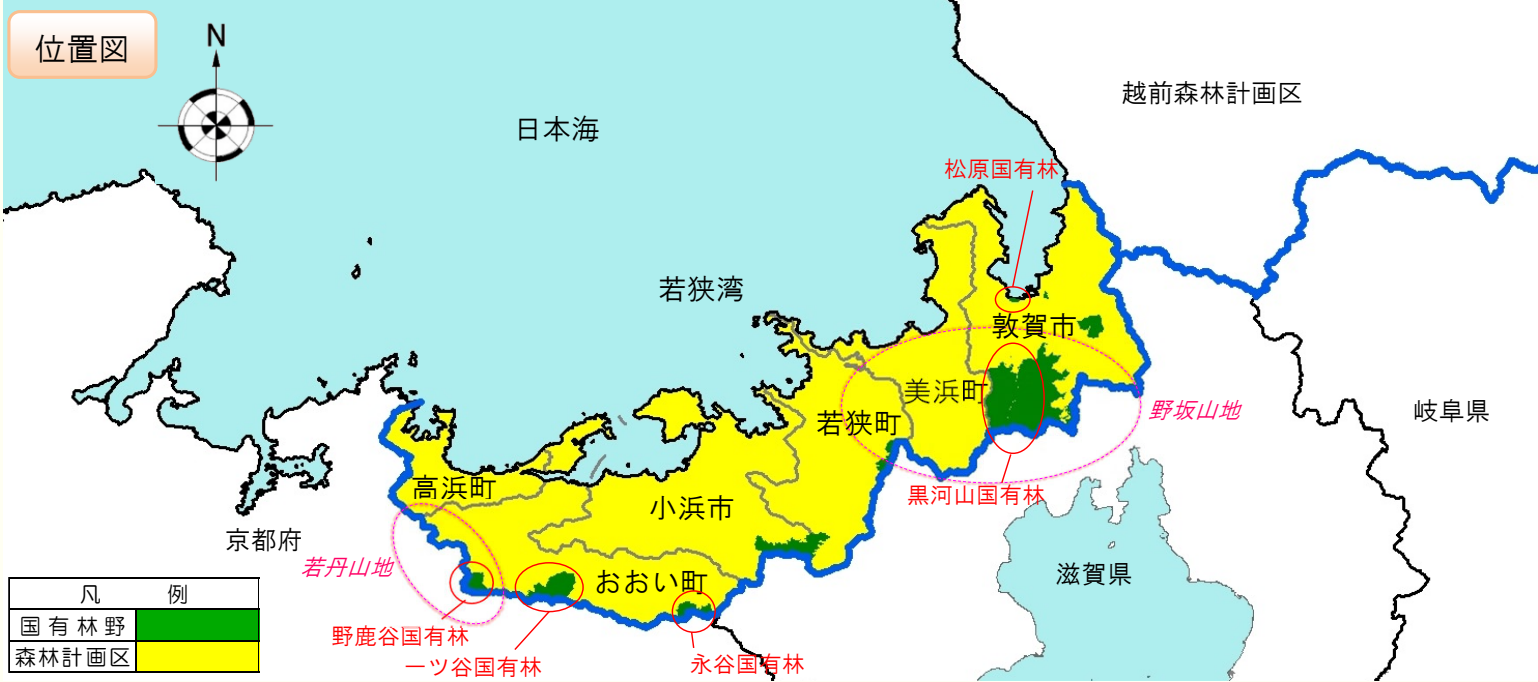 位置図
N
日本海
越前森林計画区
松原国有林
若狭湾
敦賀市
美浜町
若狭町
野坂山地
岐阜県
高浜町
小浜市
黒河山国有林
京都府
若丹山地
おおい町
滋賀県
凡 例
国有林野
森林計画区
野鹿谷国有林
一ツ谷国有林
永谷国有林